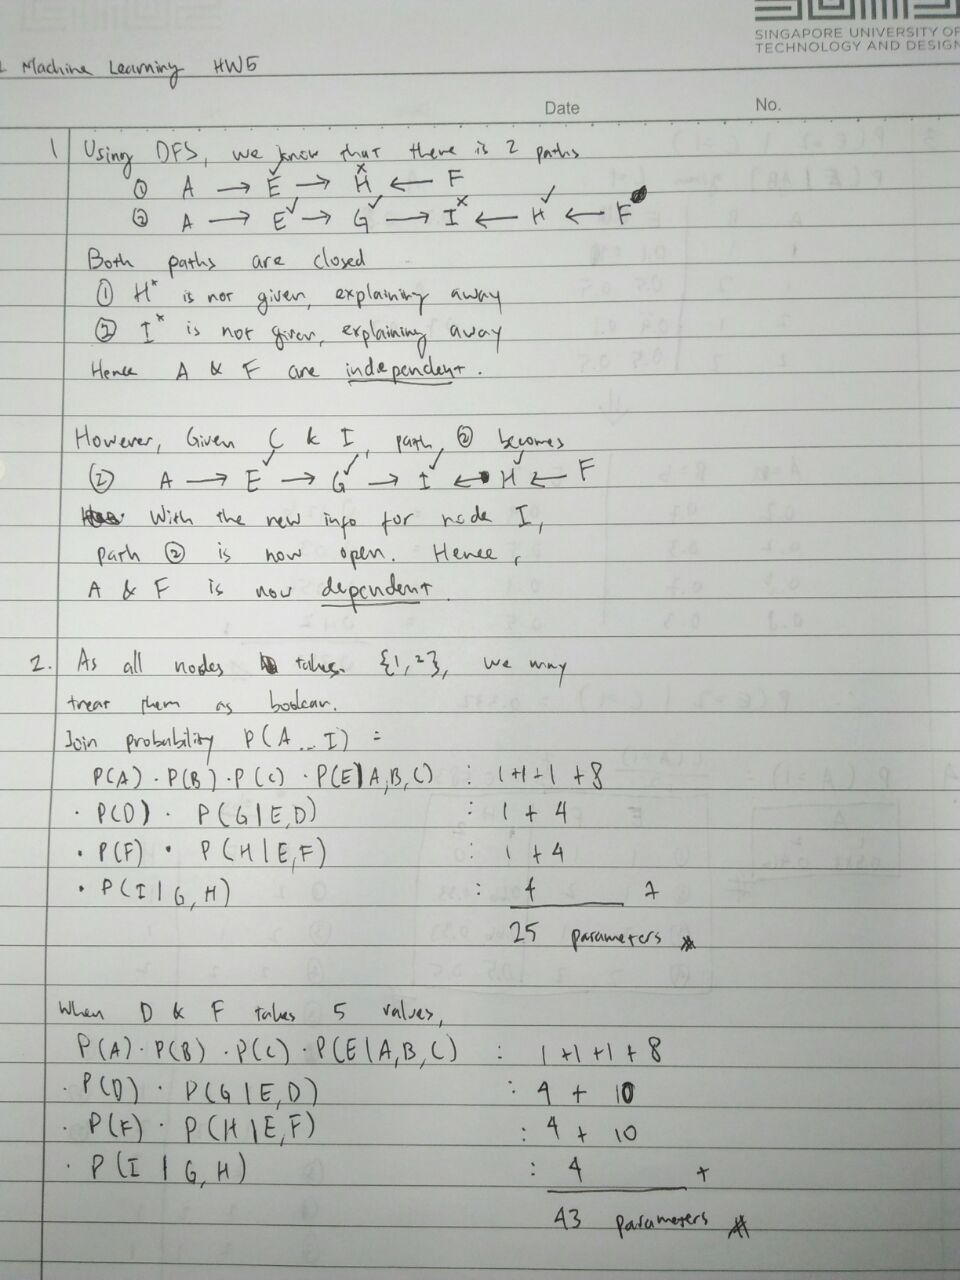 SINGAPORE UNIVERSITY OF
TECHNOLOGY AND DESIGN
Machine Learning HW5
Date No.
1 Using DFS, we know that there is 2 paths
① A → E → H ← F
② A → E → G → I ← H ← F
Both paths are closed
① H* is not given, explaining away
② I* is not given, explaining away
Hence A & F are independent.
However, Given C & I, path ② becomes
② A → E → G → I ← H ← F
With the new info for node I,
path ② is now open. Hence,
A & F is now dependent.
2. As all nodes takes {1,2}, we may
treat them as boolean.
Join probability P(A...I) =
P(A) · P(B) · P(C) · P(E|A,B,C) : 1+1+1+8
· P(D) · P(G|E,D) : 1 + 4
· P(F) · P(H|E,F) : 1 + 4
· P(I|G,H) : 4 +
25 parameters
When D & F takes 5 values,
P(A) · P(B) · P(C) · P(E|A,B,C) : 1+1+1+8
· P(D) · P(G|E,D) : 4 + 10
· P(F) · P(H|E,F) : 4 + 10
· P(I|G,H) : 4 +
43 parameters